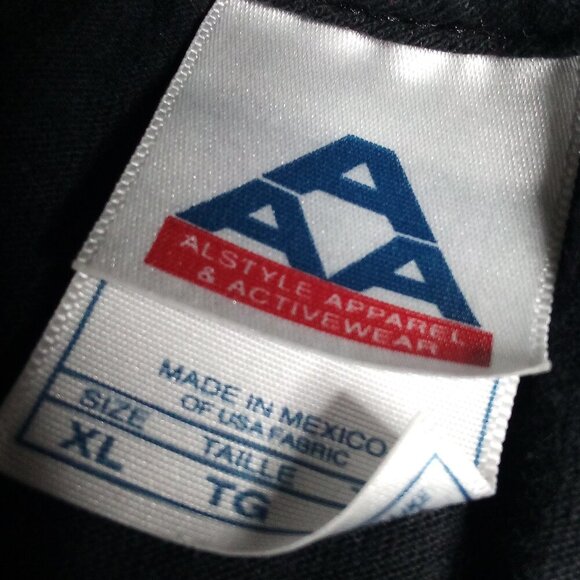 A
A A
ALSTYLE APPAREL
& ACTIVEWEAR
MADE IN MEXICO
OF USA FABRIC
SIZE TAILLE
XL TG